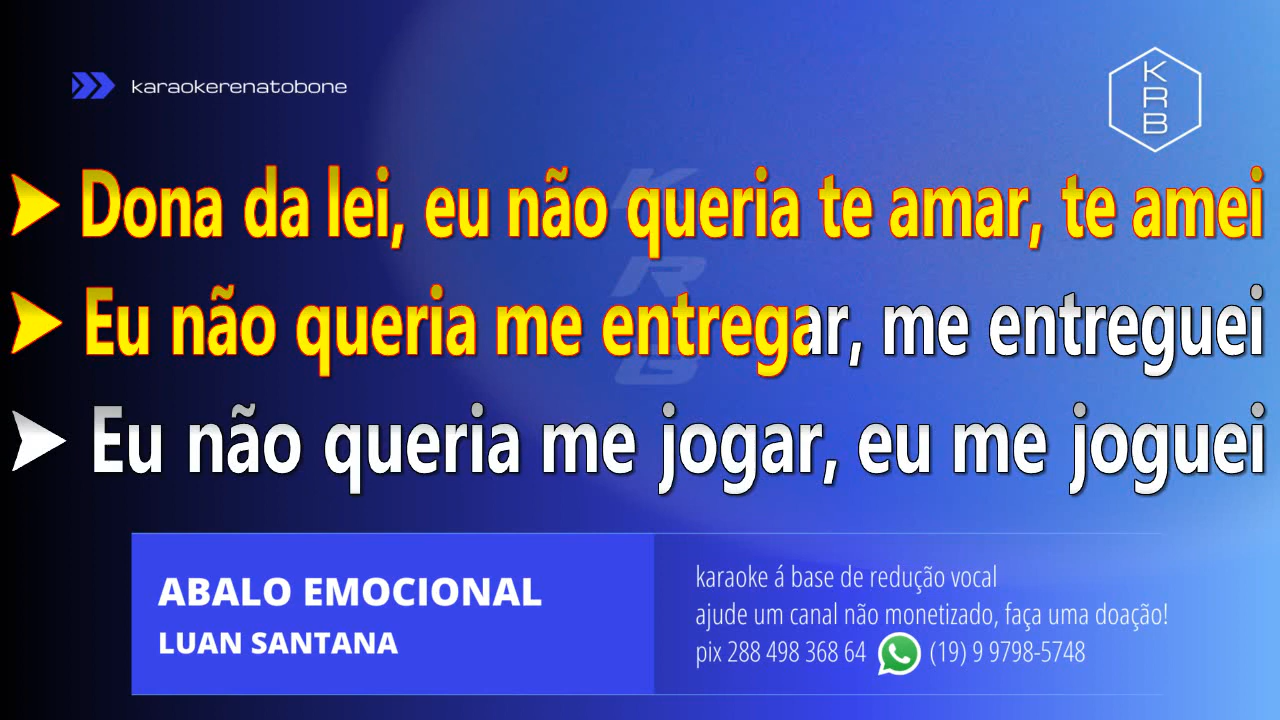 karaokerenatobone
K
R
B
Dona da lei, eu não queria te amar, te amei
Eu não queria me entregar, me entreguei
Eu não queria me jogar, eu me joguei
K
R
B
ABALO EMOCIONAL
LUAN SANTANA
karaoke á base de redução vocal
ajude um canal não monetizado, faça uma doação!
pix 288 498 368 64 (19) 9 9798-5748